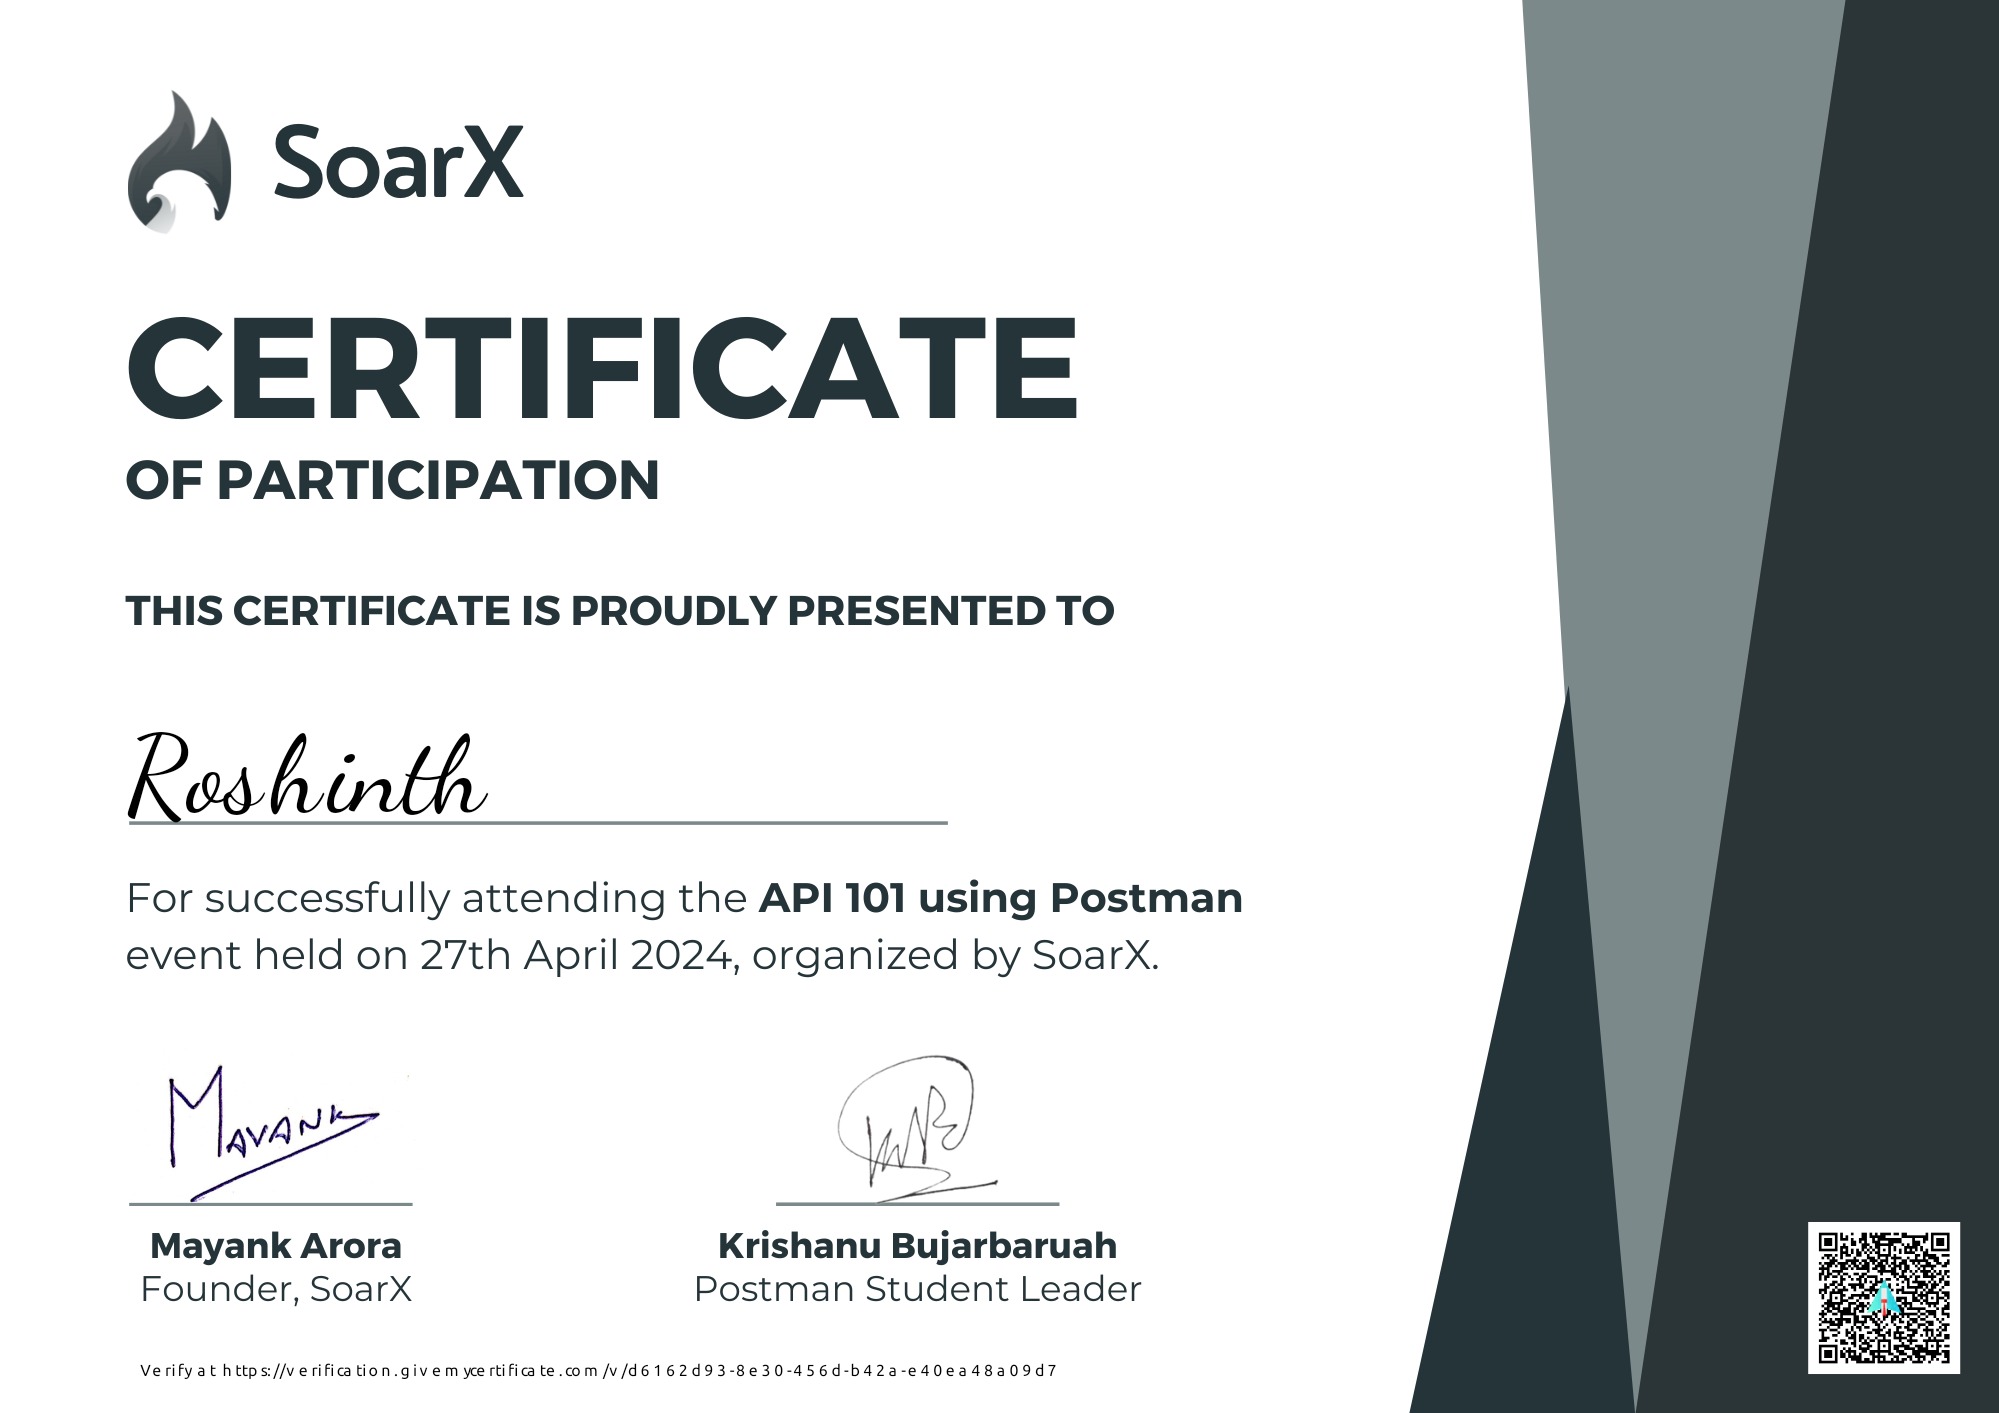 SoarX
CERTIFICATE
OF PARTICIPATION
THIS CERTIFICATE IS PROUDLY PRESENTED TO
Roshinth
For successfully attending the API 101 using Postman
event held on 27th April 2024, organized by SoarX.
MAYANK
Mayank Arora
Founder, SoarX
Krishanu Bujarbaruah
Postman Student Leader
Verify at https://verification.givemycertificate.com/v/d6162d93-8e30-456d-b42a-e40ea48a09d7